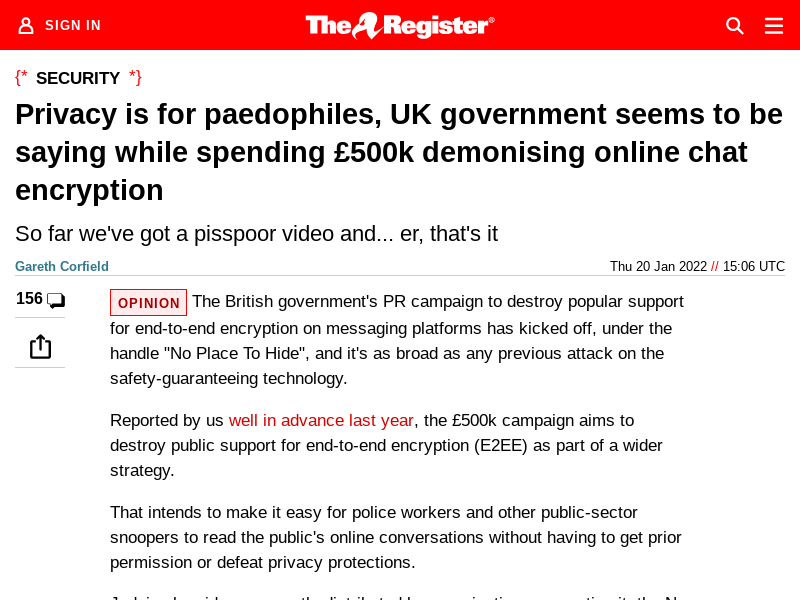 SIGN IN
The Register®
{* SECURITY *}
Privacy is for paedophiles, UK government seems to be
saying while spending £500k demonising online chat
encryption
So far we've got a pisspoor video and... er, that's it
Gareth Corfield
Thu 20 Jan 2022 // 15:06 UTC
156
OPINION The British government's PR campaign to destroy popular support
for end-to-end encryption on messaging platforms has kicked off, under the
handle "No Place To Hide", and it's as broad as any previous attack on the
safety-guaranteeing technology.
Reported by us well in advance last year, the £500k campaign aims to
destroy public support for end-to-end encryption (E2EE) as part of a wider
strategy.
That intends to make it easy for police workers and other public-sector
snoopers to read the public's online conversations without having to get prior
permission or defeat privacy protections.